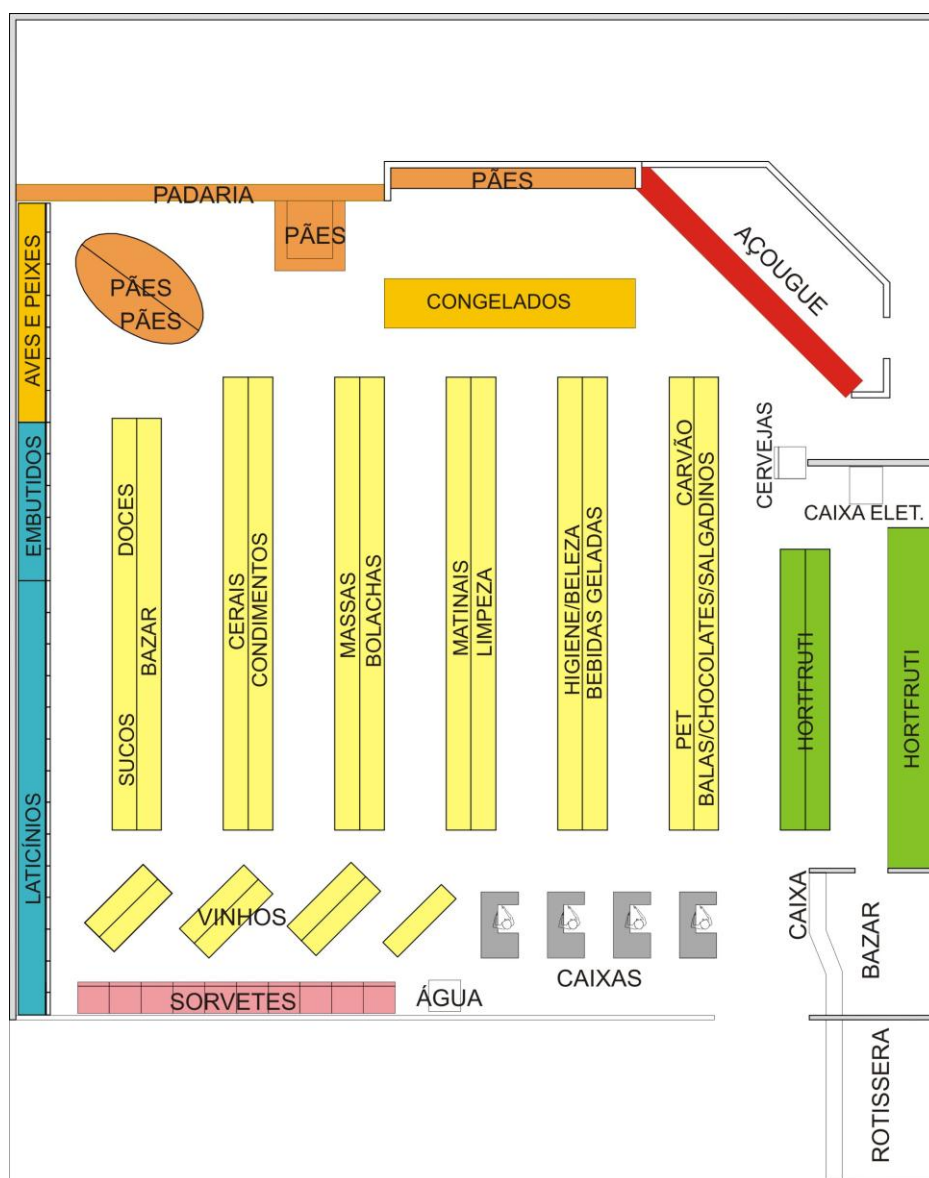 PÃES
PADARIA
PÃES
AÇOUGUE
PÃES
PÃES
CONGELADOS
AVES E PEIXES
EMBUTIDOS
LATICÍNIOS
DOCES
SUCOS
BAZAR
CERAIS
CONDIMENTOS
MASSAS
BOLACHAS
MATINAIS
LIMPEZA
HIGIENE/BELEZA
BEBIDAS GELADAS
CARVÃO
PET
BALAS/CHOCOLATES/SALGADINOS
CERVEJAS
CAIXA ELET.
HORTFRUTI
HORTFRUTI
VINHOS
CAIXAS
CAIXA
BAZAR
SORVETES
ÁGUA
ROTISSERA